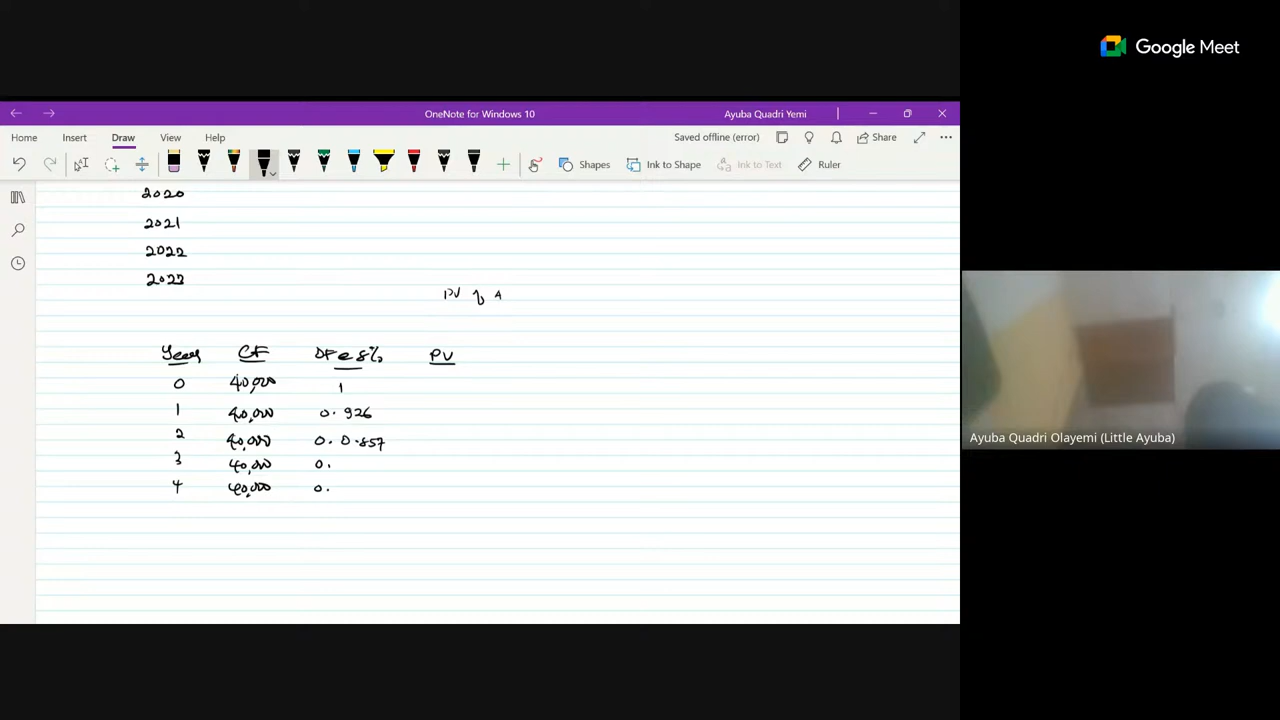 Google Meet
OneNote for Windows 10
Ayuba Quadri Yemi
Home Insert Draw View Help
Saved offline (error)
Share
Shapes
Ink to Shape
Ink to Text
Ruler
2020
2021
2022
2023
PV
Year CF DF @ 8% PV
0 40,000 1
1 40,000 0.926
2 40,000 0.0.857
3 40,000 0.
4 40,000 0.
Ayuba Quadri Olayemi (Little Ayuba)